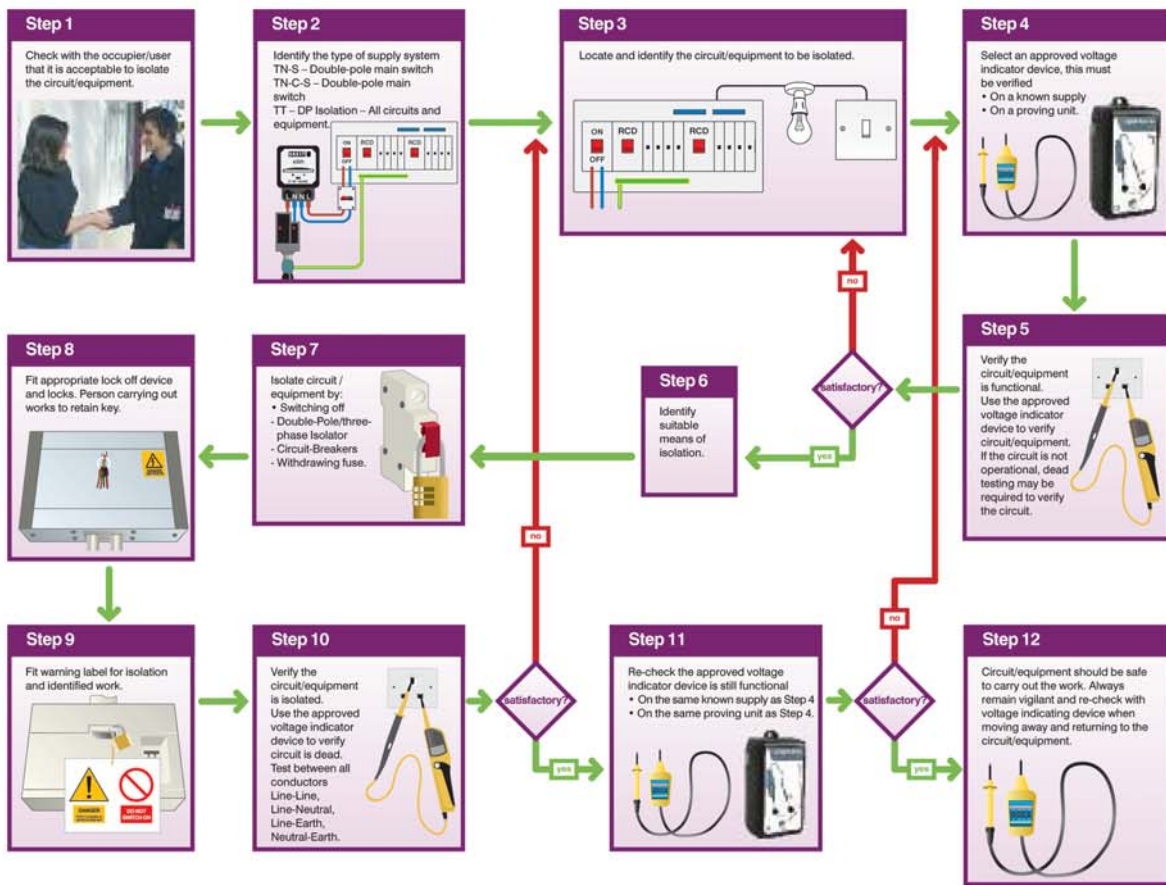 Step 1
Check with the occupier/user
that it is acceptable to isolate
the circuit/equipment.
Step 2
Identify the type of supply system
TN-S – Double-pole main switch
TN-C-S – Double-pole main
switch
TT – DP Isolation – All circuits and
equipment.
ON
RCD
RCD
OFF
kWh
L N N L
Step 3
Locate and identify the circuit/equipment to be isolated.
ON
RCD
RCD
OFF
Step 4
Select an approved voltage
indicator device, this must
be verified
• On a known supply
• On a proving unit.
no
no
Step 5
Verify the
circuit/equipment
is functional.
Use the approved
voltage indicator
device to verify
circuit/equipment.
If the circuit is not
operational, dead
testing may be
required to verify
the circuit.
satisfactory?
yes
Step 6
Identify
suitable
means of
isolation.
Step 7
Isolate circuit /
equipment by:
• Switching off
- Double-Pole/three-
phase Isolator
- Circuit-Breakers
- Withdrawing fuse.
Step 8
Fit appropriate lock off device
and locks. Person carrying out
works to retain key.
Step 9
Fit warning label for isolation
and identified work.
DANGER
DO NOT
SWITCH ON
Step 10
Verify the
circuit/equipment
is isolated.
Use the approved
voltage indicator
device to verify
circuit is dead.
Test between all
conductors
Line-Line,
Line-Neutral,
Line-Earth,
Neutral-Earth.
satisfactory?
no
yes
Step 11
Re-check the approved voltage
indicator device is still functional
• On the same known supply as Step 4
• On the same proving unit as Step 4.
satisfactory?
yes
Step 12
Circuit/equipment should be safe
to carry out the work. Always
remain vigilant and re-check with
voltage indicating device when
moving away and returning to the
circuit/equipment.